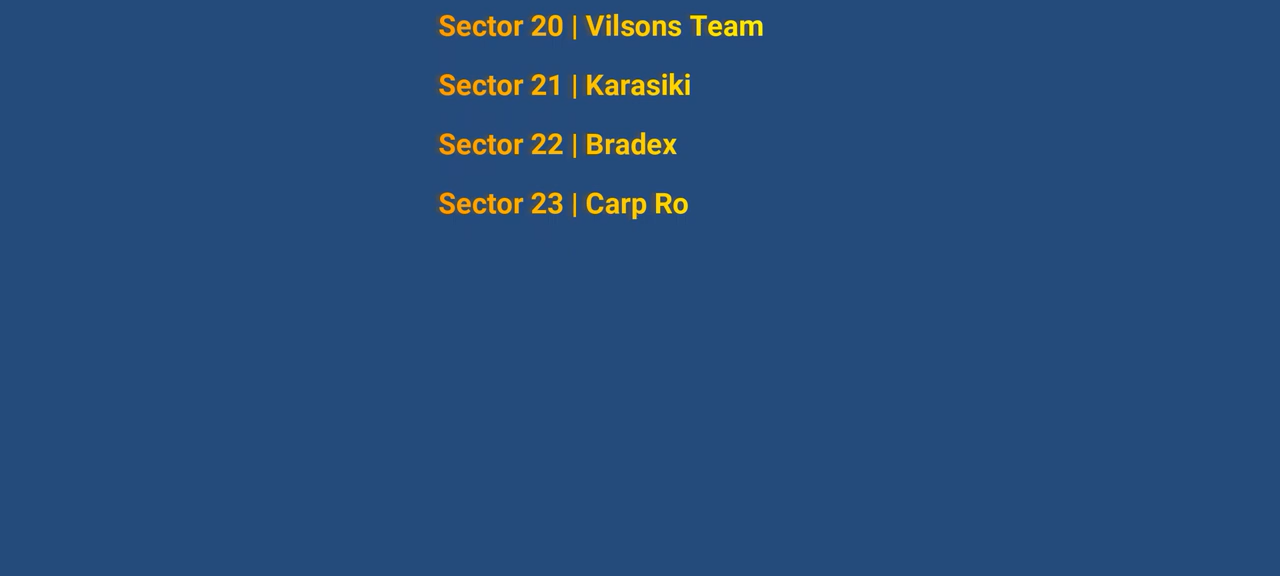 Sector 20 | Vilsons Team
Sector 21 | Karasiki
Sector 22 | Bradex
Sector 23 | Carp Ro